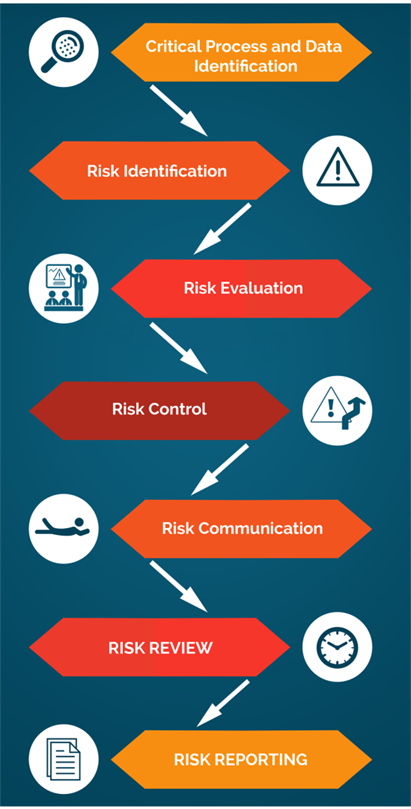 Critical Process and Data
Identification
Risk Identification
Risk Evaluation
Risk Control
Risk Communication
RISK REVIEW
RISK REPORTING